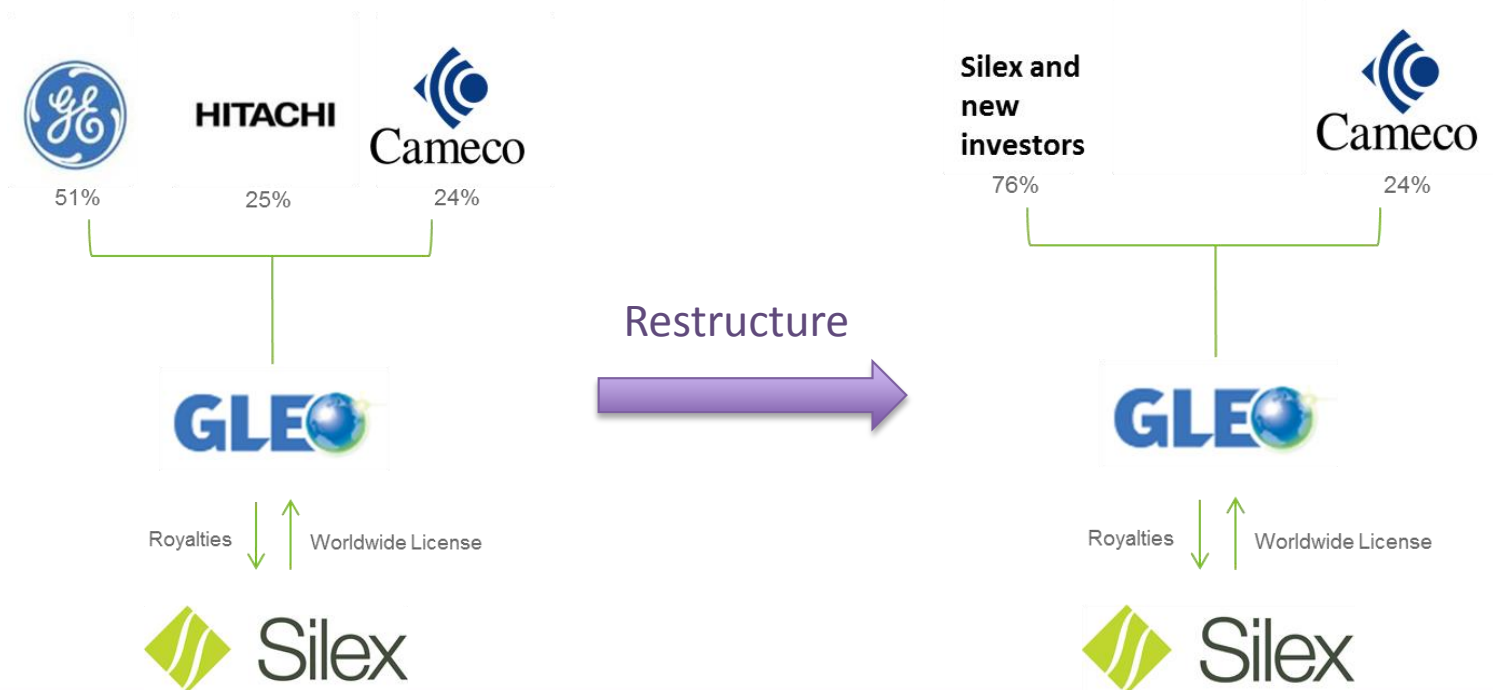 GE
HITACHI
Cameco
51%
25%
24%
GLE
Royalties
Worldwide License
Silex
Restructure
Silex and
new
investors
Cameco
76%
24%
GLE
Royalties
Worldwide License
Silex